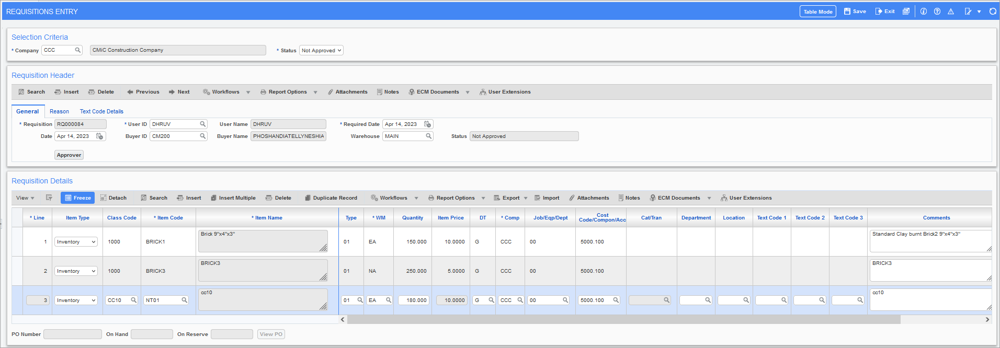 REQUISITIONS ENTRY Table Mode Save Exit
Selection Criteria
* Company CCC CMiC Construction Company * Status Not Approved
Requisition Header
Search Insert Delete Previous Next Workflows Report Options Attachments Notes ECM Documents User Extensions
General Reason Text Code Details
* Requisition RQ000084 * User ID DHRUV User Name DHRUV * Required Date Apr 14, 2023
Date Apr 14, 2023 Buyer ID CM200 Buyer Name PHOSHANDIATELLYNESHIA Warehouse MAIN Status Not Approved
Approver
Requisition Details
View Freeze Detach Search Insert Insert Multiple Delete Duplicate Record Workflows Report Options Export Import Attachments Notes ECM Documents User Extensions
* Line Item Type Class Code * Item Code * Item Name Type * WM Quantity Item Price DT * Comp Job/Eqp/Dept Cost Code/Compon/Acc Cat/Tran Department Location Text Code 1 Text Code 2 Text Code 3 Comments
1 Inventory 1000 BRICK1 Brick 9"x4"x3" 01 EA 150.000 10.0000 G CCC 00 5000.100 Standard Clay burnt Brick2 9"x4"x3"
2 Inventory 1000 BRICK3 BRICK3 01 NA 250.000 5.0000 G CCC 00 5000.100 BRICK3
3 Inventory CC10 NT01 cc10 01 EA 180.000 10.0000 G CCC 00 5000.100 cc10
PO Number On Hand On Reserve View PO